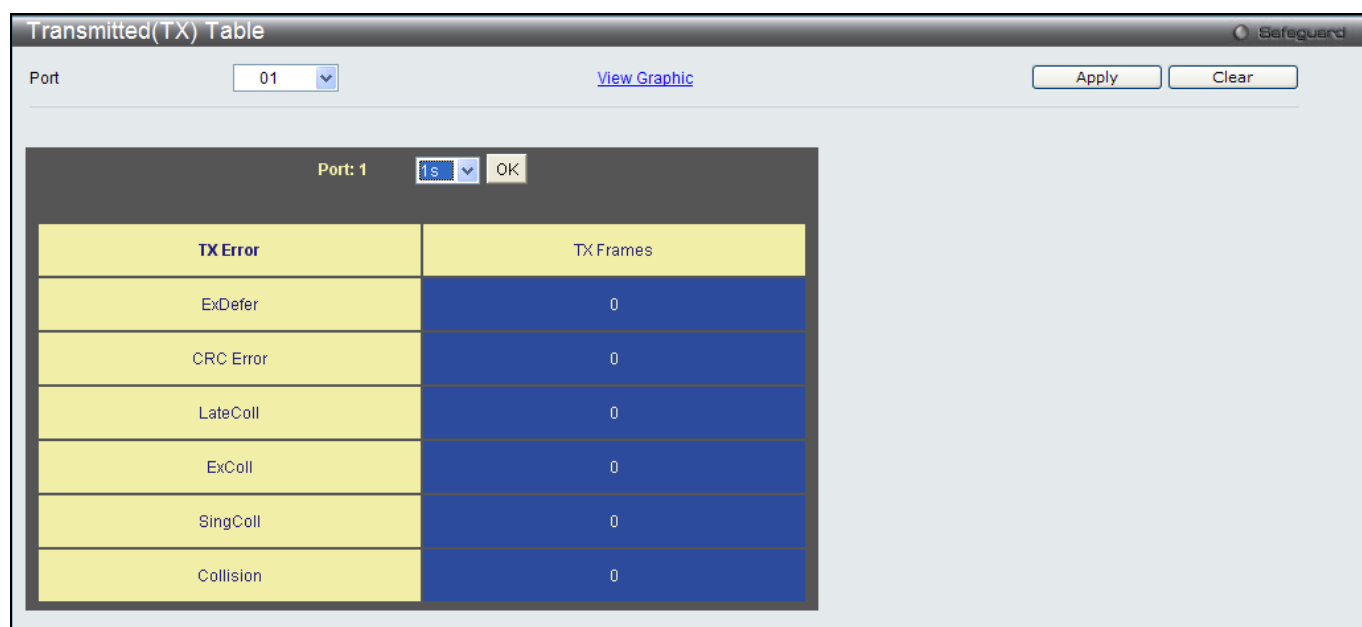 Transmitted(TX) Table Safeguard
Port 01 View Graphic Apply Clear
Port: 1 1s OK
TX Error TX Frames
ExDefer 0
CRC Error 0
LateColl 0
ExColl 0
SingColl 0
Collision 0